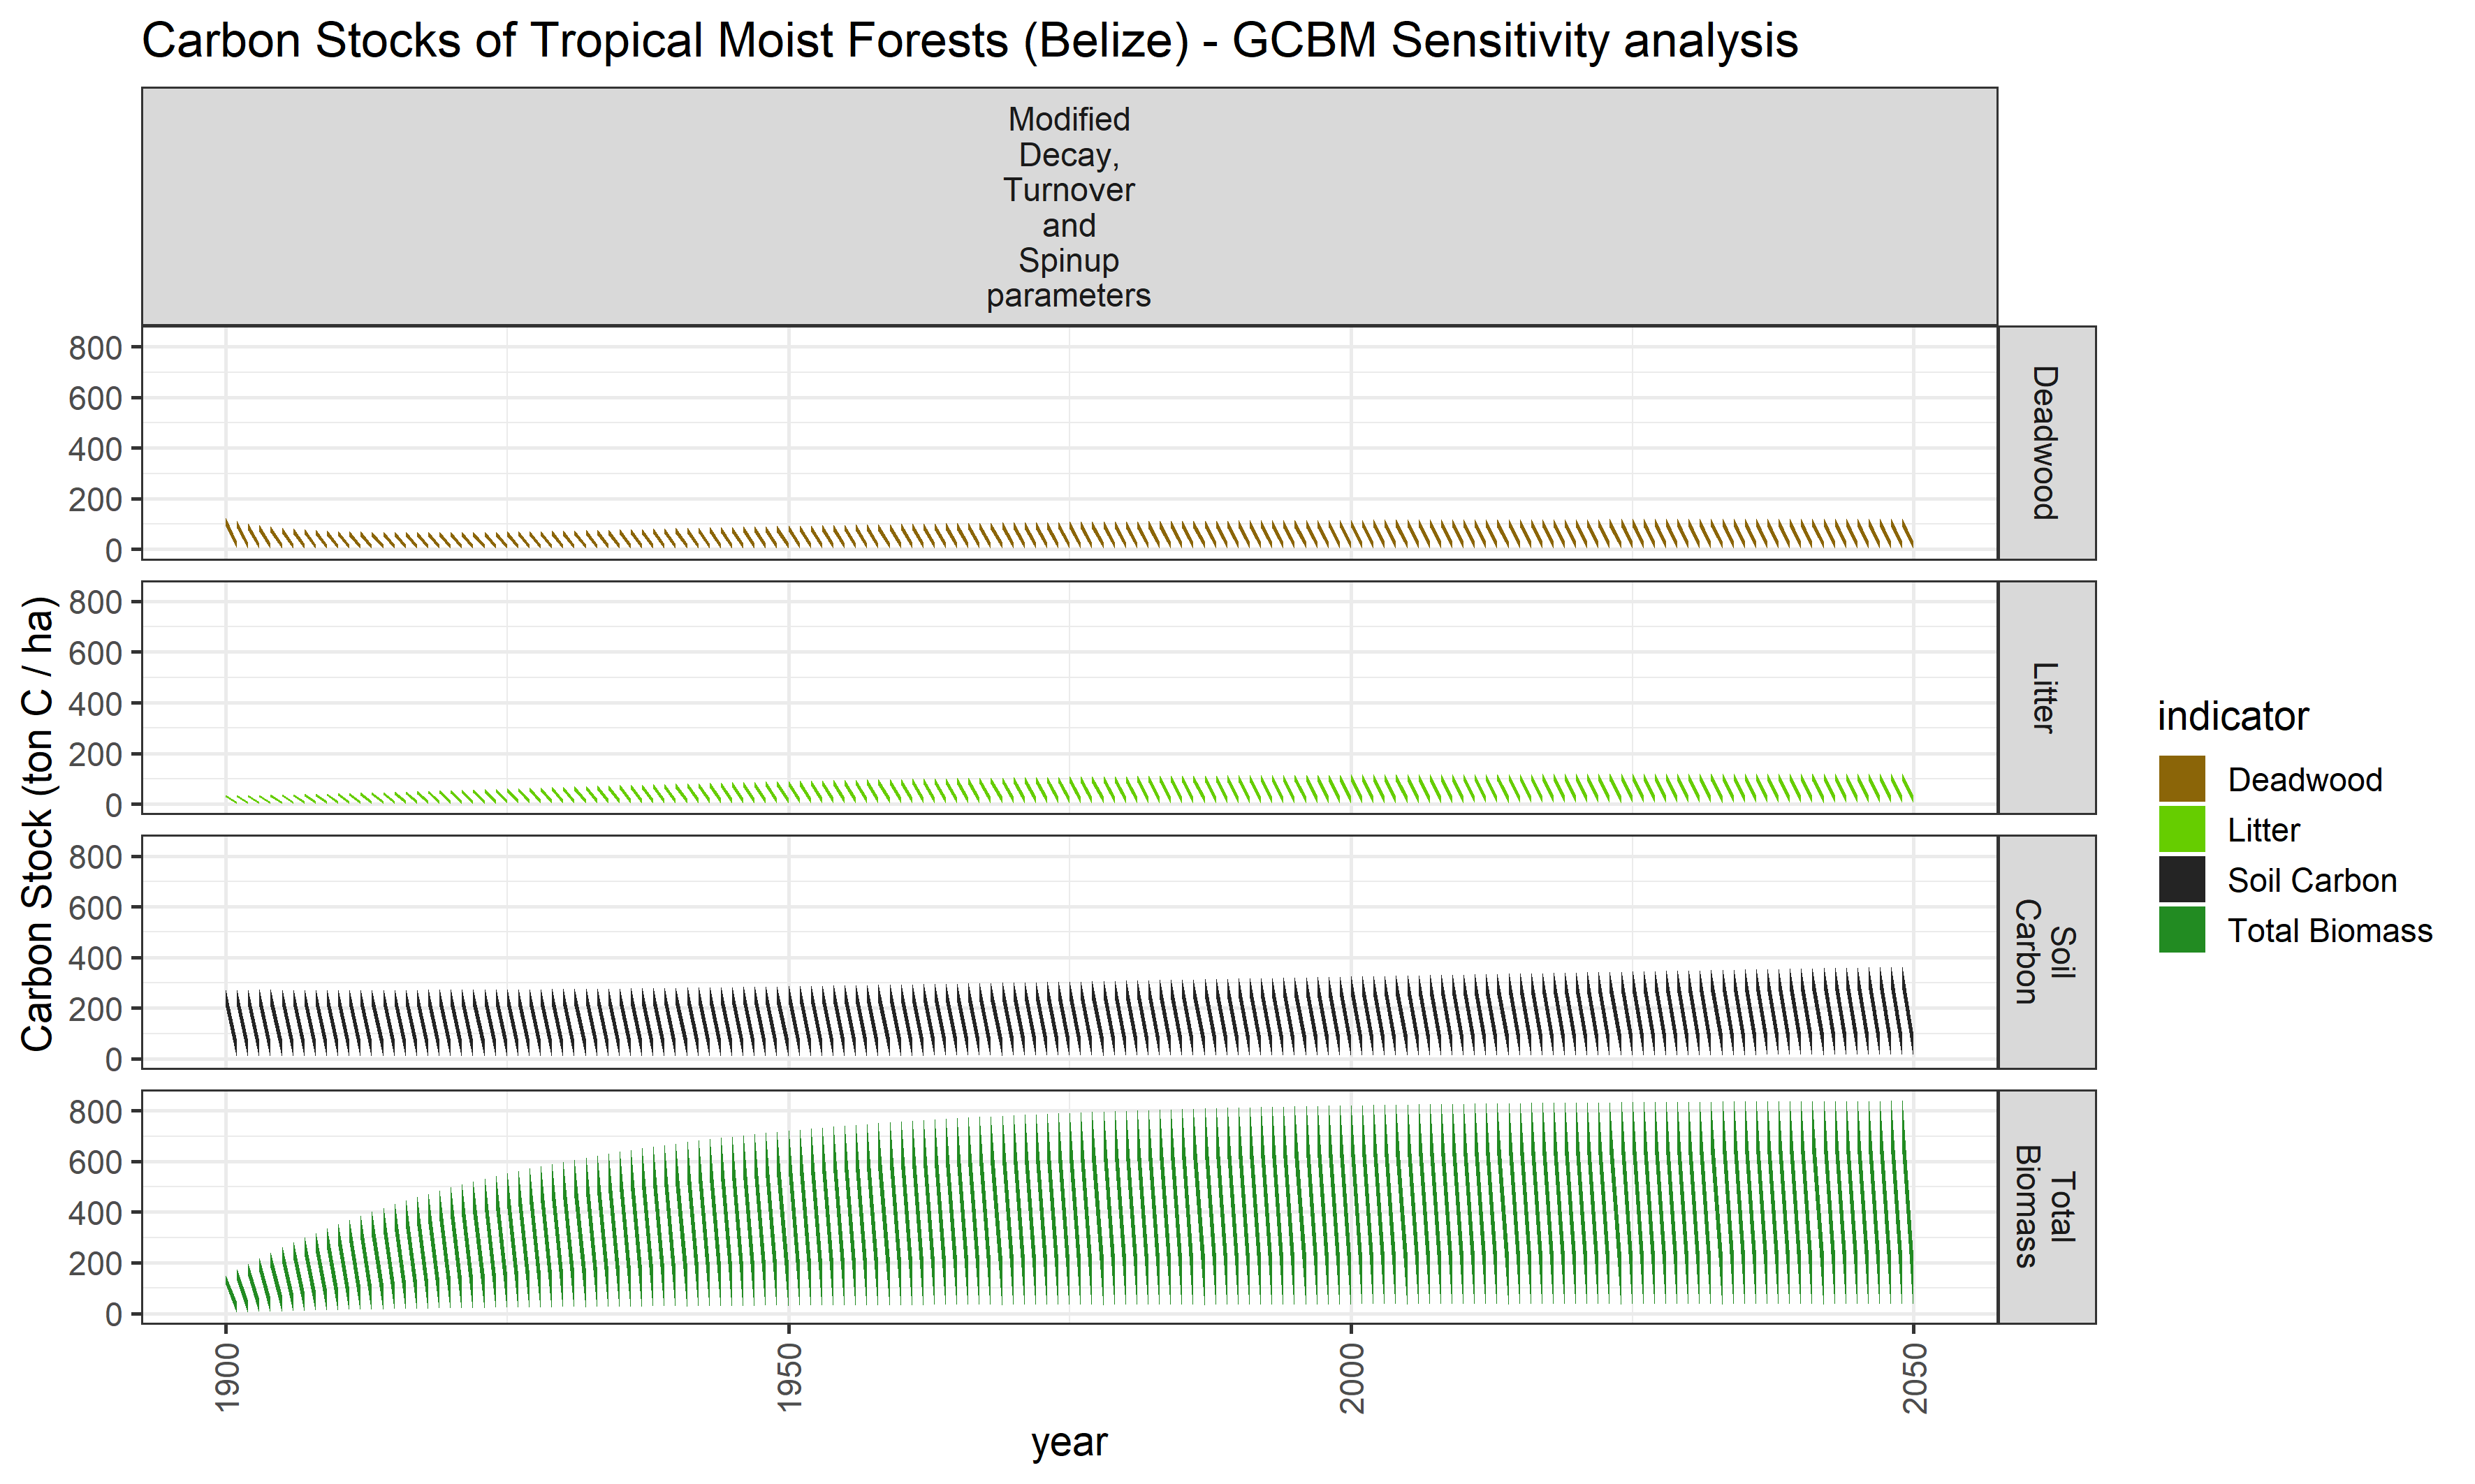 Carbon Stocks of Tropical Moist Forests (Belize) - GCBM Sensitivity analysis
Modified
Decay,
Turnover
and
Spinup
parameters
Carbon Stock (ton C / ha)
800
600
400
200
0
Deadwood
800
600
400
200
0
Litter
800
600
400
200
0
Soil
Carbon
800
600
400
200
0
Total
Biomass
1900
1950
2000
2050
year
indicator
Deadwood
Litter
Soil Carbon
Total Biomass